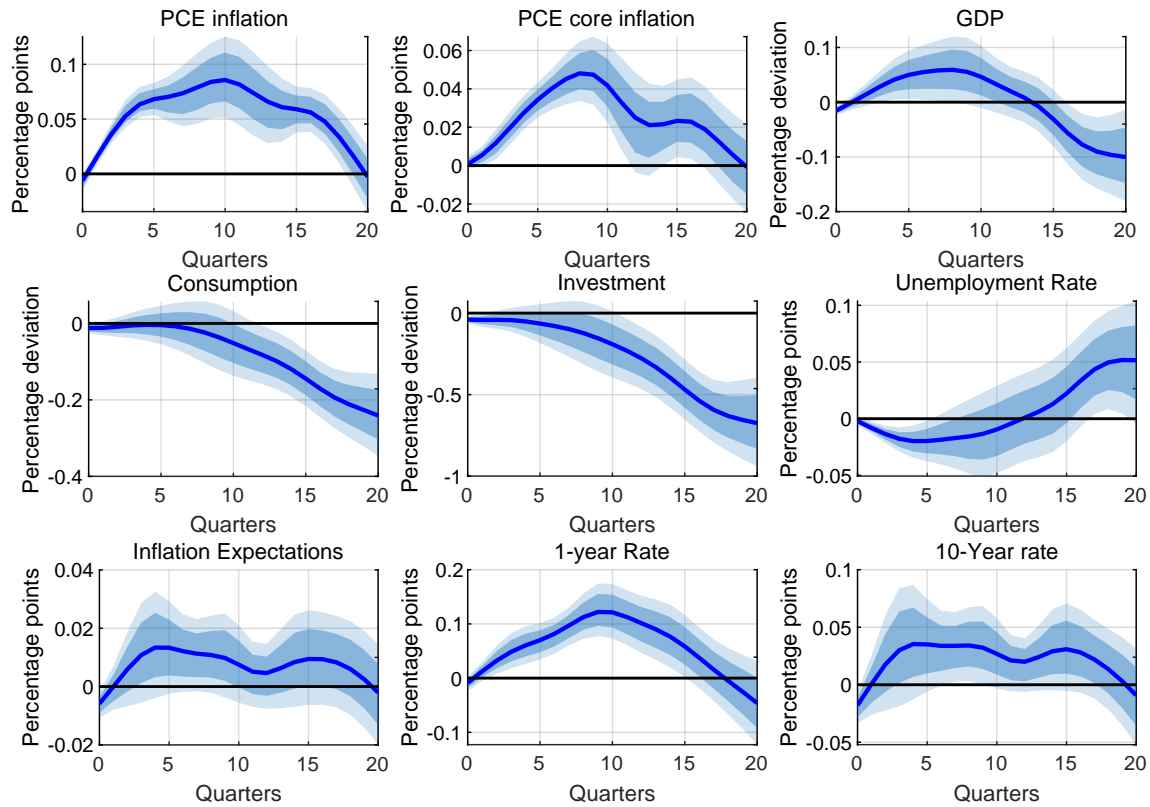 PCE inflation
Percentage points
0.1
0.05
0
0 5 10 15 20
Quarters
PCE core inflation
Percentage points
0.06
0.04
0.02
0
-0.02
0 5 10 15 20
Quarters
GDP
Percentage deviation
0.1
0
-0.1
-0.2
0 5 10 15 20
Quarters
Consumption
Percentage deviation
0
-0.2
-0.4
0 5 10 15 20
Quarters
Investment
Percentage deviation
0
-0.5
-1
0 5 10 15 20
Quarters
Unemployment Rate
Percentage points
0.1
0.05
0
-0.05
0 5 10 15 20
Quarters
Inflation Expectations
Percentage points
0.04
0.02
0
-0.02
0 5 10 15 20
Quarters
1-year Rate
Percentage points
0.2
0.1
0
-0.1
0 5 10 15 20
Quarters
10-Year rate
Percentage points
0.1
0.05
0
-0.05
0 5 10 15 20
Quarters